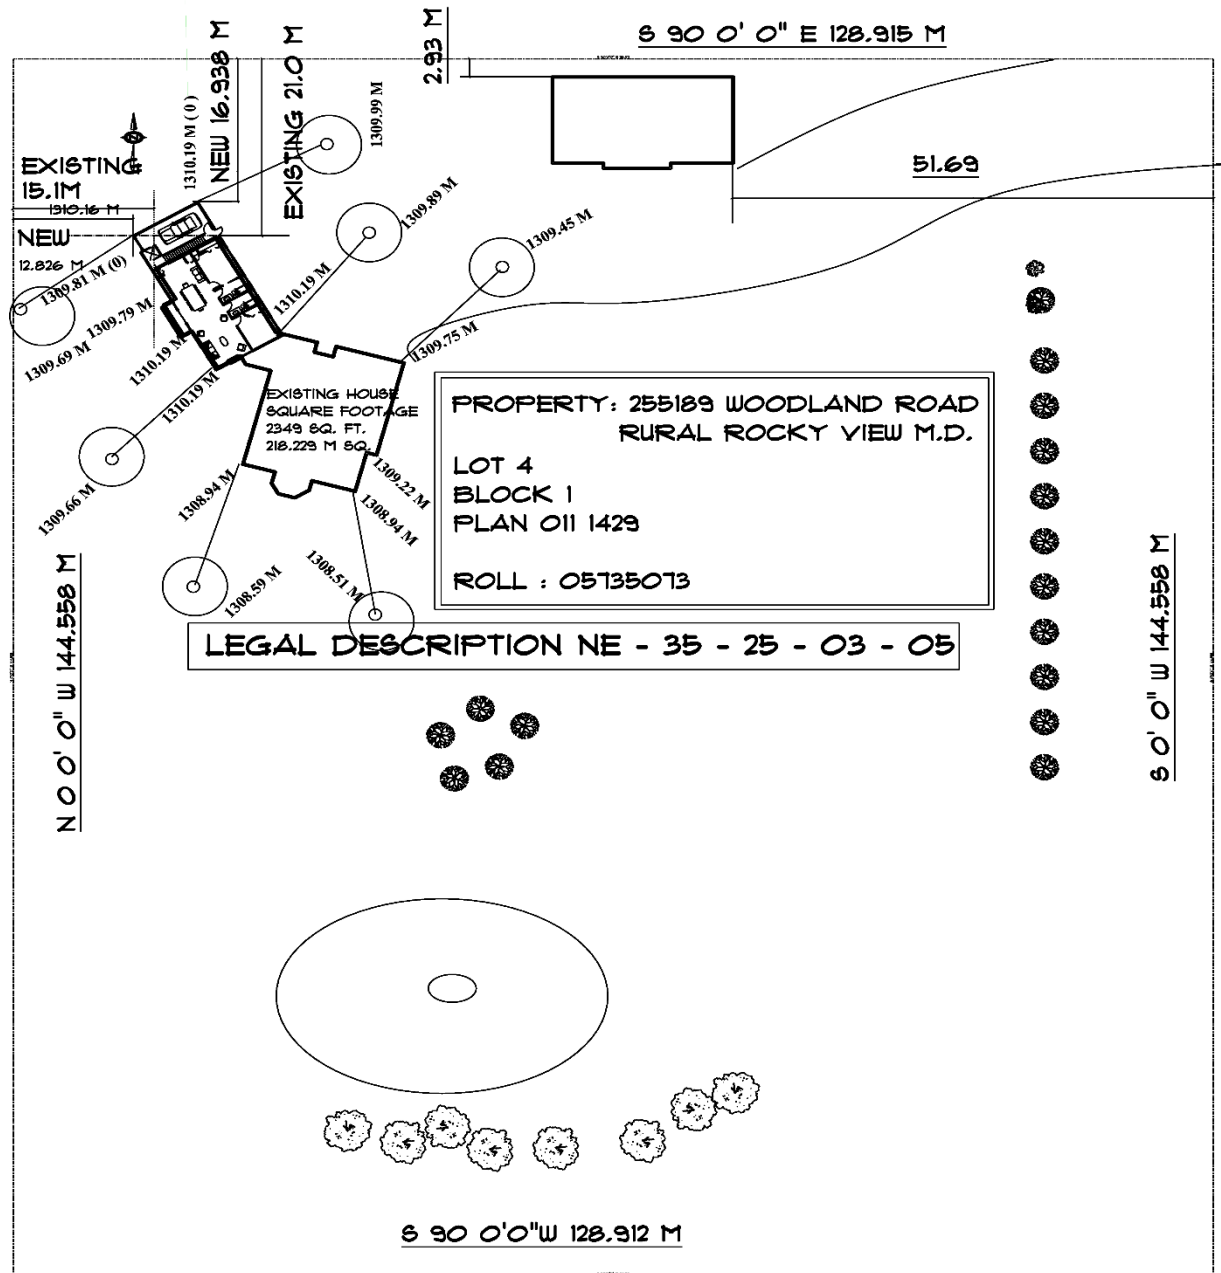 S 90 0' 0" E 128.915 M
2.93 M
NEW 16.938 M
EXISTING 21.0 M
1310.19 M ( 0 )
1309.99 M
EXISTING
15.1M
1310.16 M
NEW
12.826 M
51.69
1309.89 M
1309.45 M
1309.81 M (0)
1310.19 M
1309.79 M
1309.69 M
1310.19 M
1309.75 M
1310.19 M
EXISTING HOUSE
SQUARE FOOTAGE
2349 SQ. FT.
218.229 M SQ.
PROPERTY: 255189 WOODLAND ROAD
RURAL ROCKY VIEW M.D.
LOT 4
BLOCK 1
PLAN 011 1429
ROLL : 05735073
1309.66 M
1308.94 M
1309.22 M
1308.94 M
1308.59 M
1308.51 M
LEGAL DESCRIPTION NE - 35 - 25 - 03 - 05
N 0 0' 0" W 144.558 M
S 0' 0" W 144.558 M
S 90 0'0"W 128.912 M